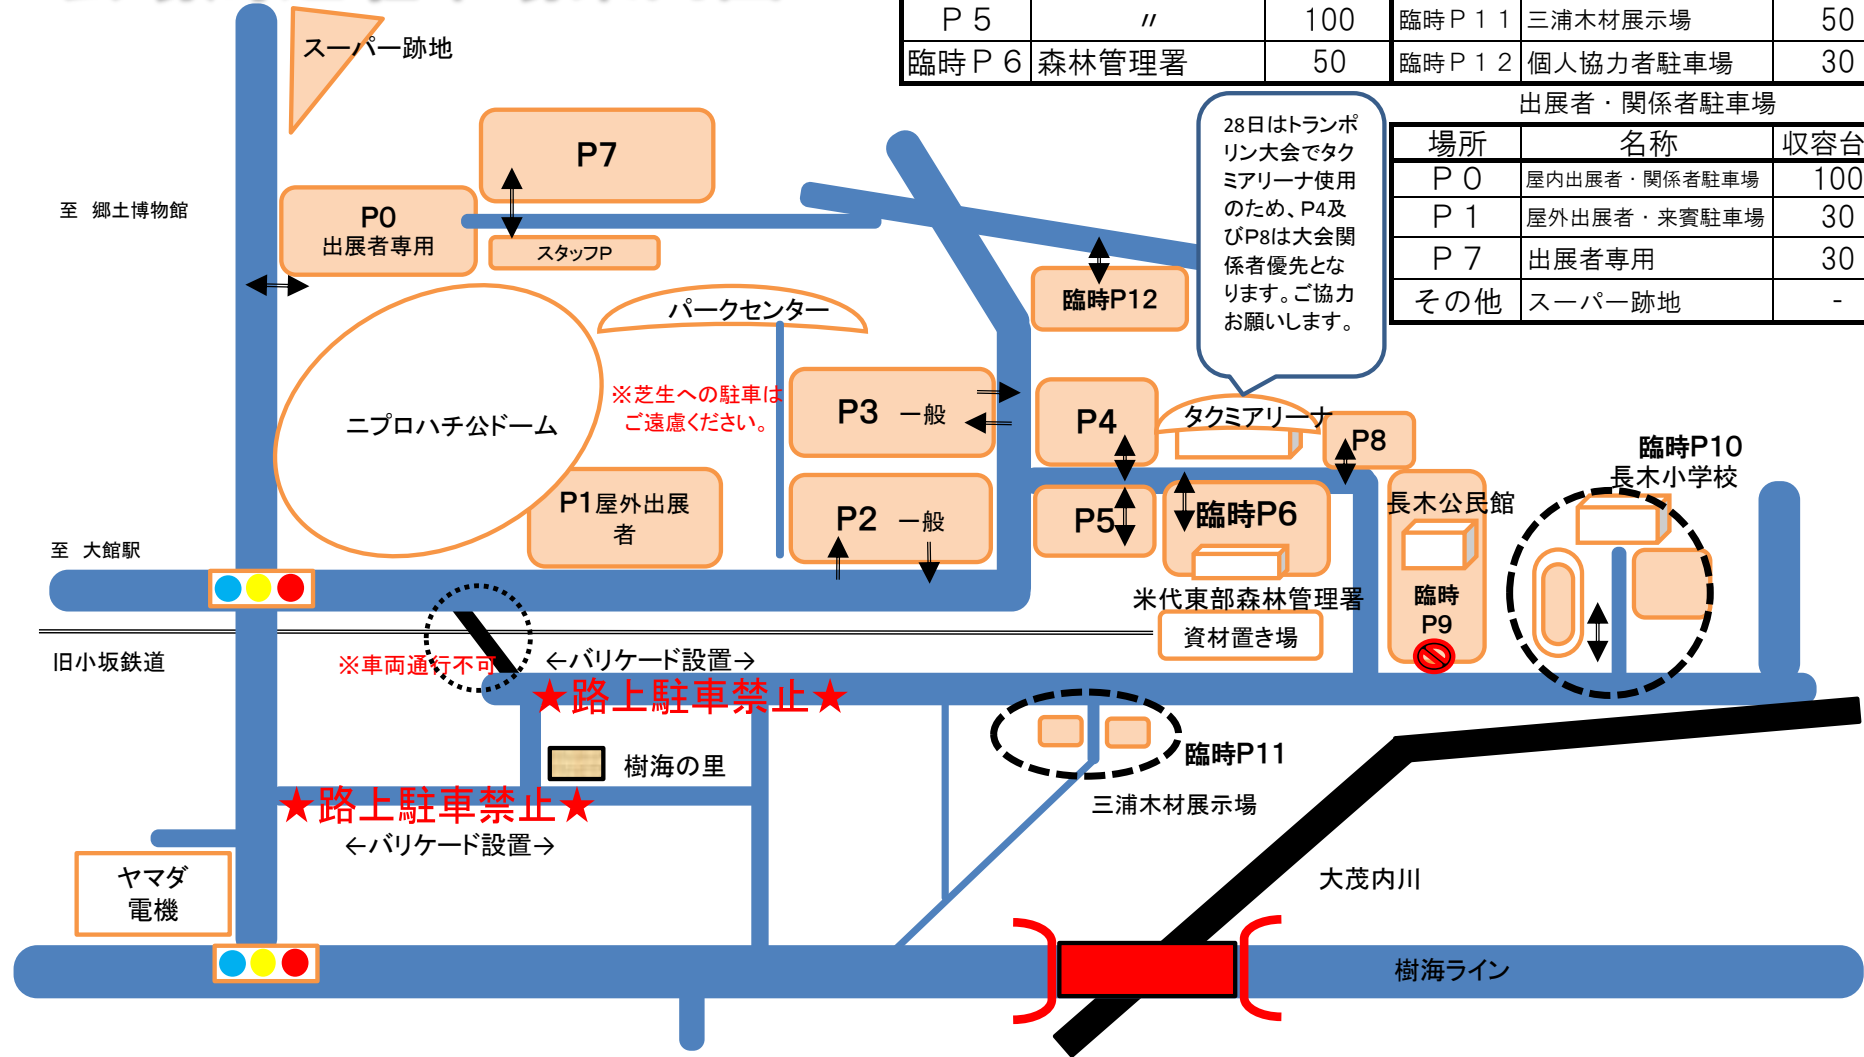 Ｐ５ 〃 100 臨時Ｐ１１ 三浦木材展示場 50
臨時Ｐ６ 森林管理署 50 臨時Ｐ１２ 個人協力者駐車場 30
出展者・関係者駐車場
場所 名称 収容台
Ｐ０ 屋内出展者・関係者駐車場 100
Ｐ１ 屋外出展者・来賓駐車場 30
Ｐ７ 出展者専用 30
その他 スーパー跡地 -
28日はトランポ
リン大会でタク
ミアリーナ使用
のため、P4及
びP8は大会関
係者優先とな
ります。ご協力
お願いします。
スーパー跡地
P7
至 郷土博物館
P0
出展者専用
スタッフP
臨時P12
パークセンター
ニプロハチ公ドーム
※芝生への駐車は
ご遠慮ください。
P3 一般
P4
タクミアリーナ
P8
臨時P10
長木小学校
P1屋外出展
者
P2 一般
P5
臨時P6
長木公民館
至 大館駅
米代東部森林管理署
臨時
P9
資材置き場
旧小坂鉄道
※車両通行不可
←バリケード設置→
★路上駐車禁止★
樹海の里
臨時P11
三浦木材展示場
★路上駐車禁止★
←バリケード設置→
ヤマダ
電機
大茂内川
樹海ライン